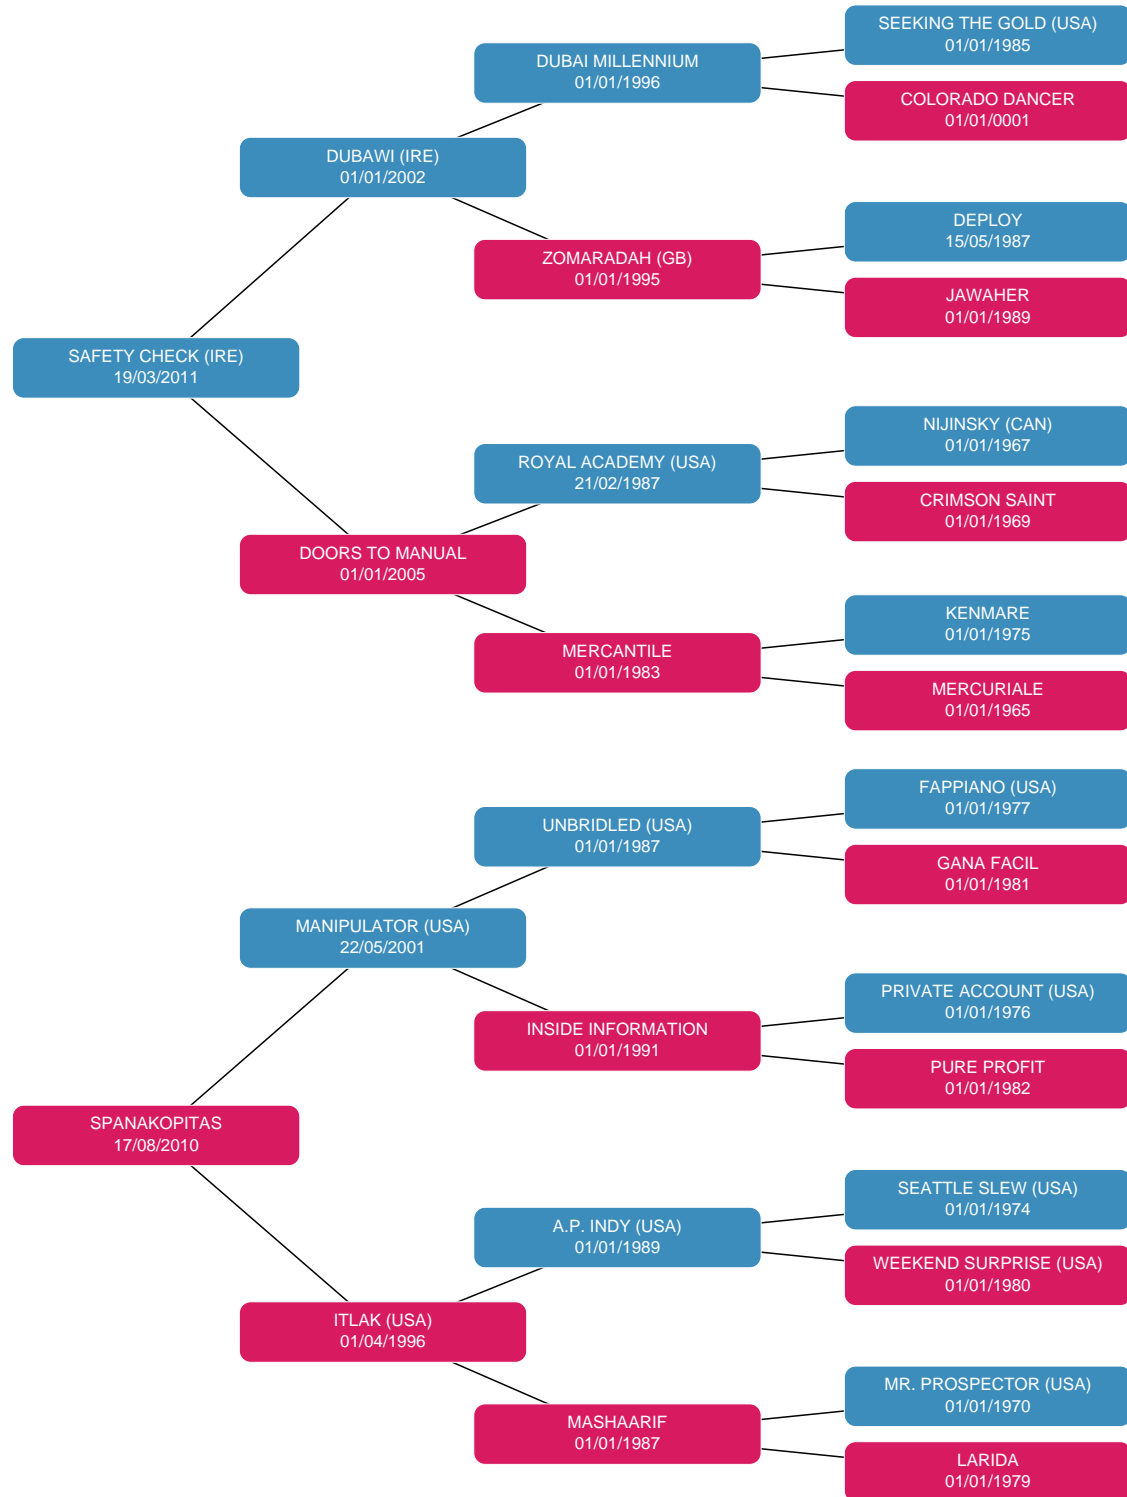 SEEKING THE GOLD (USA)
01/01/1985
DUBAI MILLENNIUM
01/01/1996
COLORADO DANCER
01/01/0001
DUBAWI (IRE)
01/01/2002
DEPLOY
15/05/1987
ZOMARADAH (GB)
01/01/1995
JAWAHER
01/01/1989
SAFETY CHECK (IRE)
19/03/2011
NIJINSKY (CAN)
01/01/1967
ROYAL ACADEMY (USA)
21/02/1987
CRIMSON SAINT
01/01/1969
DOORS TO MANUAL
01/01/2005
KENMARE
01/01/1975
MERCANTILE
01/01/1983
MERCURIALE
01/01/1965
FAPPIANO (USA)
01/01/1977
UNBRIDLED (USA)
01/01/1987
GANA FACIL
01/01/1981
MANIPULATOR (USA)
22/05/2001
PRIVATE ACCOUNT (USA)
01/01/1976
INSIDE INFORMATION
01/01/1991
PURE PROFIT
01/01/1982
SPANAKOPITAS
17/08/2010
SEATTLE SLEW (USA)
01/01/1974
A.P. INDY (USA)
01/01/1989
WEEKEND SURPRISE (USA)
01/01/1980
ITLAK (USA)
01/04/1996
MR. PROSPECTOR (USA)
01/01/1970
MASHAARIF
01/01/1987
LARIDA
01/01/1979